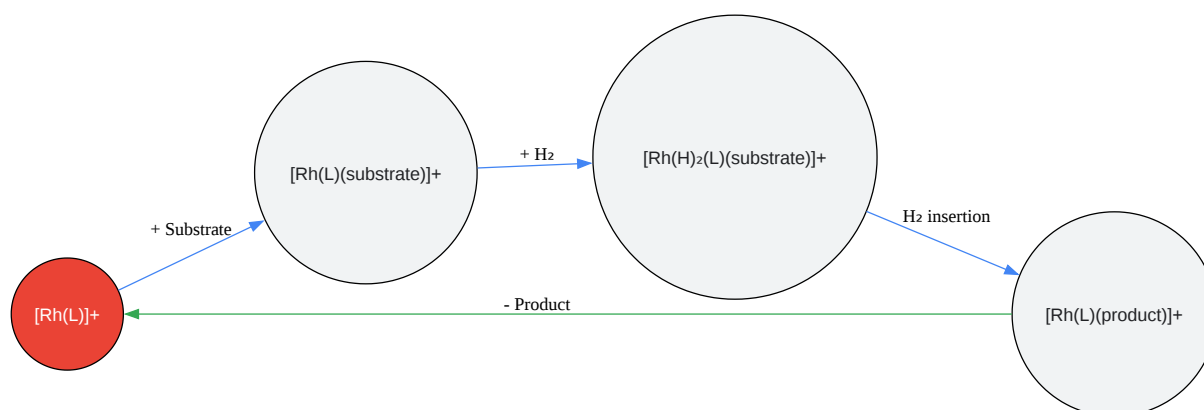 [Rh(L)]+
+ Substrate
[Rh(L)(substrate)]+
+ H₂
[Rh(H)₂(L)(substrate)]+
H₂ insertion
[Rh(L)(product)]+
- Product